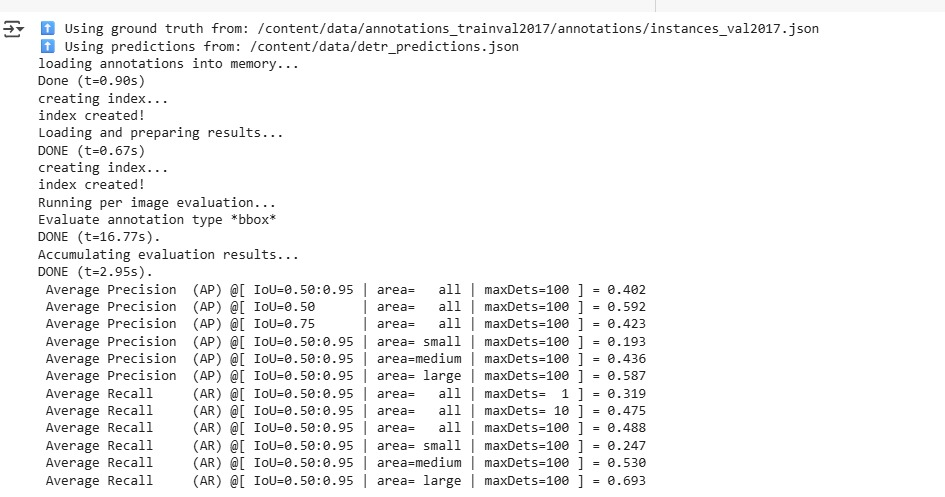 Using ground truth from: /content/data/annotations_trainval2017/annotations/instances_val2017.json
Using predictions from: /content/data/detr_predictions.json
loading annotations into memory...
Done (t=0.90s)
creating index...
index created!
Loading and preparing results...
DONE (t=0.67s)
creating index...
index created!
Running per image evaluation...
Evaluate annotation type *bbox*
DONE (t=16.77s).
Accumulating evaluation results...
DONE (t=2.95s).
 Average Precision  (AP) @[ IoU=0.50:0.95 | area=   all | maxDets=100 ] = 0.402
 Average Precision  (AP) @[ IoU=0.50      | area=   all | maxDets=100 ] = 0.592
 Average Precision  (AP) @[ IoU=0.75      | area=   all | maxDets=100 ] = 0.423
 Average Precision  (AP) @[ IoU=0.50:0.95 | area= small | maxDets=100 ] = 0.193
 Average Precision  (AP) @[ IoU=0.50:0.95 | area=medium | maxDets=100 ] = 0.436
 Average Precision  (AP) @[ IoU=0.50:0.95 | area= large | maxDets=100 ] = 0.587
 Average Recall     (AR) @[ IoU=0.50:0.95 | area=   all | maxDets=  1 ] = 0.319
 Average Recall     (AR) @[ IoU=0.50:0.95 | area=   all | maxDets= 10 ] = 0.475
 Average Recall     (AR) @[ IoU=0.50:0.95 | area=   all | maxDets=100 ] = 0.488
 Average Recall     (AR) @[ IoU=0.50:0.95 | area= small | maxDets=100 ] = 0.247
 Average Recall     (AR) @[ IoU=0.50:0.95 | area=medium | maxDets=100 ] = 0.530
 Average Recall     (AR) @[ IoU=0.50:0.95 | area= large | maxDets=100 ] = 0.693